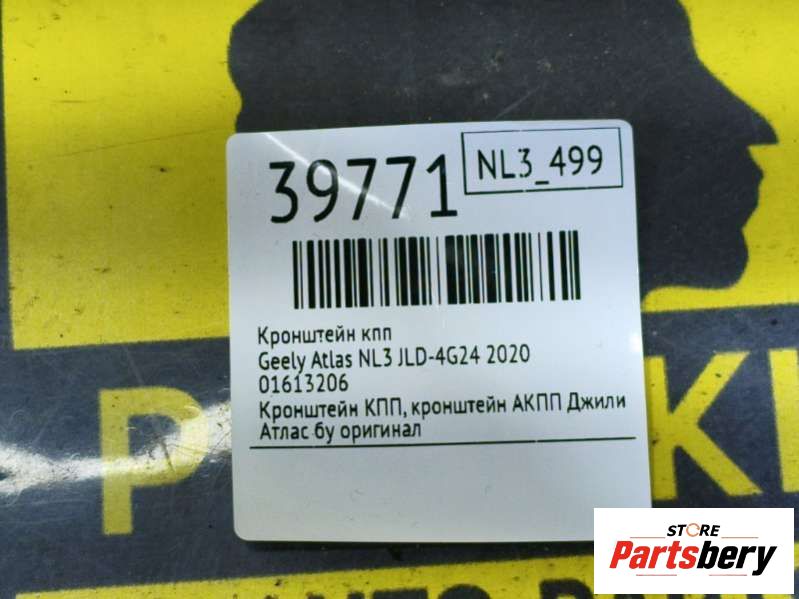 39771
NL3_499
Кронштейн кпп
Geely Atlas NL3 JLD-4G24 2020
01613206
Кронштейн КПП, кронштейн АКПП Джили
Атлас бу оригинал
STORE
Partsbery